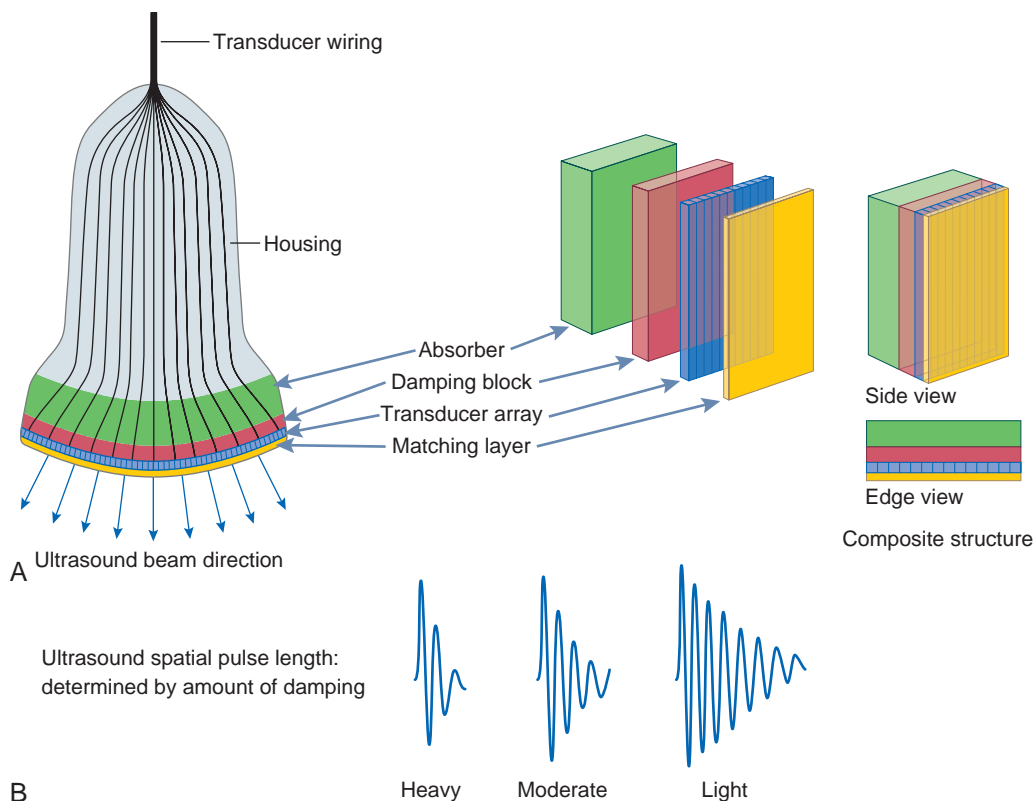 Transducer wiring
Housing
Absorber
Damping block
Transducer array
Matching layer
Side view
Edge view
Composite structure
Ultrasound beam direction
A
Ultrasound spatial pulse length:
determined by amount of damping
Heavy
Moderate
Light
B